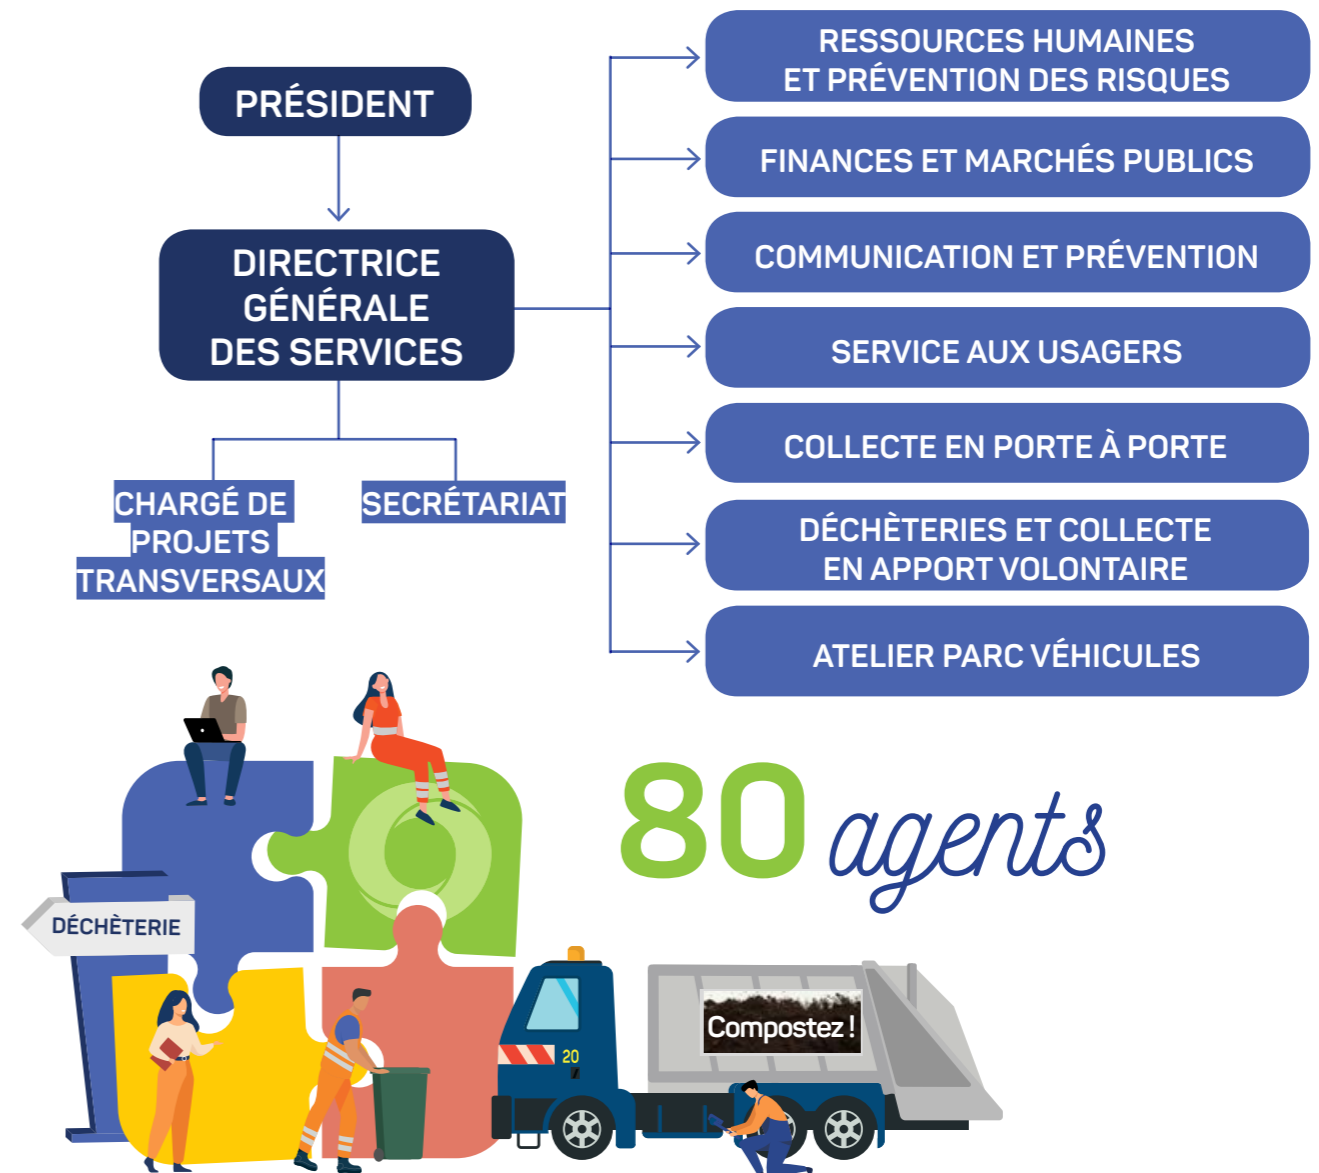 PRÉSIDENT
DIRECTRICE
GÉNÉRALE
DES SERVICES
CHARGÉ DE
PROJETS
TRANSVERSAUX
SECRÉTARIAT
RESSOURCES HUMAINES
ET PRÉVENTION DES RISQUES
FINANCES ET MARCHÉS PUBLICS
COMMUNICATION ET PRÉVENTION
SERVICE AUX USAGERS
COLLECTE EN PORTE À PORTE
DÉCHÈTERIES ET COLLECTE
EN APPORT VOLONTAIRE
ATELIER PARC VÉHICULES
80 agents
DÉCHÈTERIE
Compostez !
20